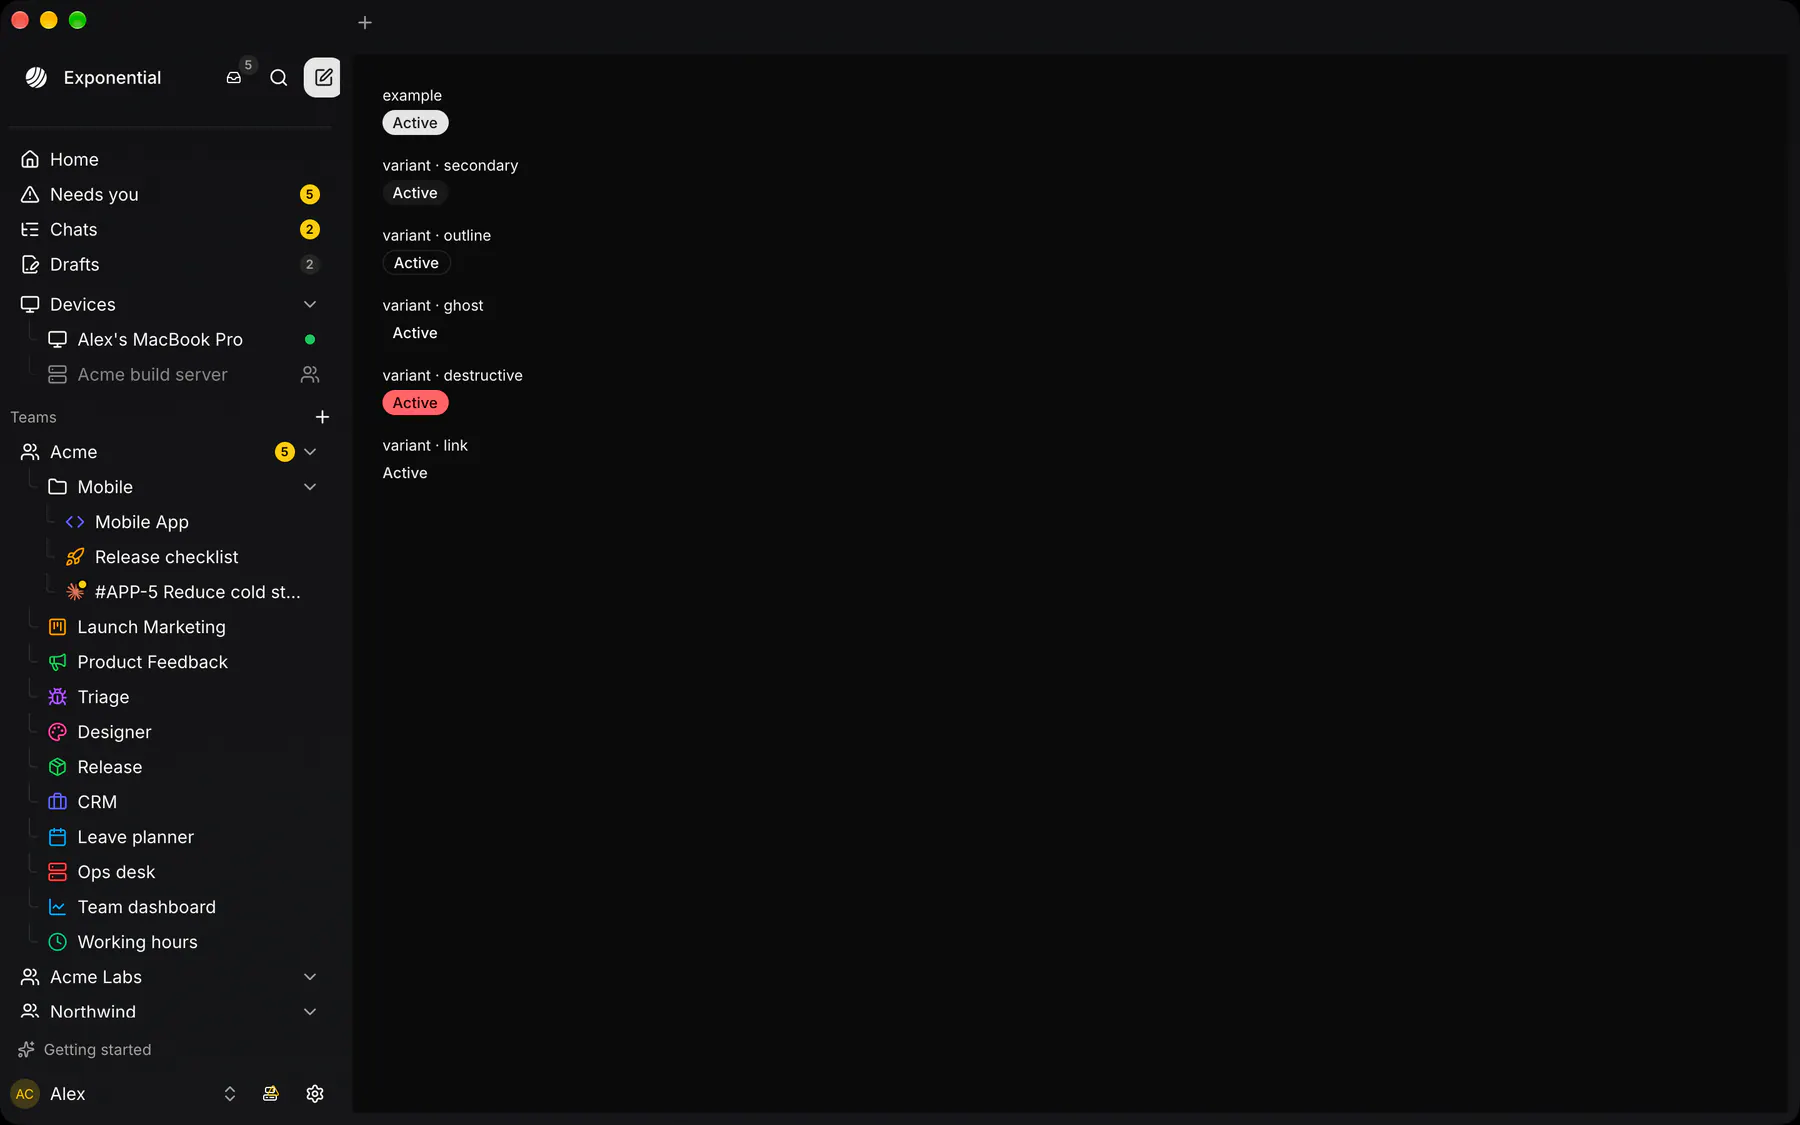 Exponential
5
Home
Needs you
5
Chats
2
Drafts
2
Devices
Alex's MacBook Pro
Acme build server
Teams
Acme
5
Mobile
Mobile App
Release checklist
#APP-5 Reduce cold st...
Launch Marketing
Product Feedback
Triage
Designer
Release
CRM
Leave planner
Ops desk
Team dashboard
Working hours
Acme Labs
Northwind
Getting started
AC
Alex
example
Active
variant · secondary
Active
variant · outline
Active
variant · ghost
Active
variant · destructive
Active
variant · link
Active